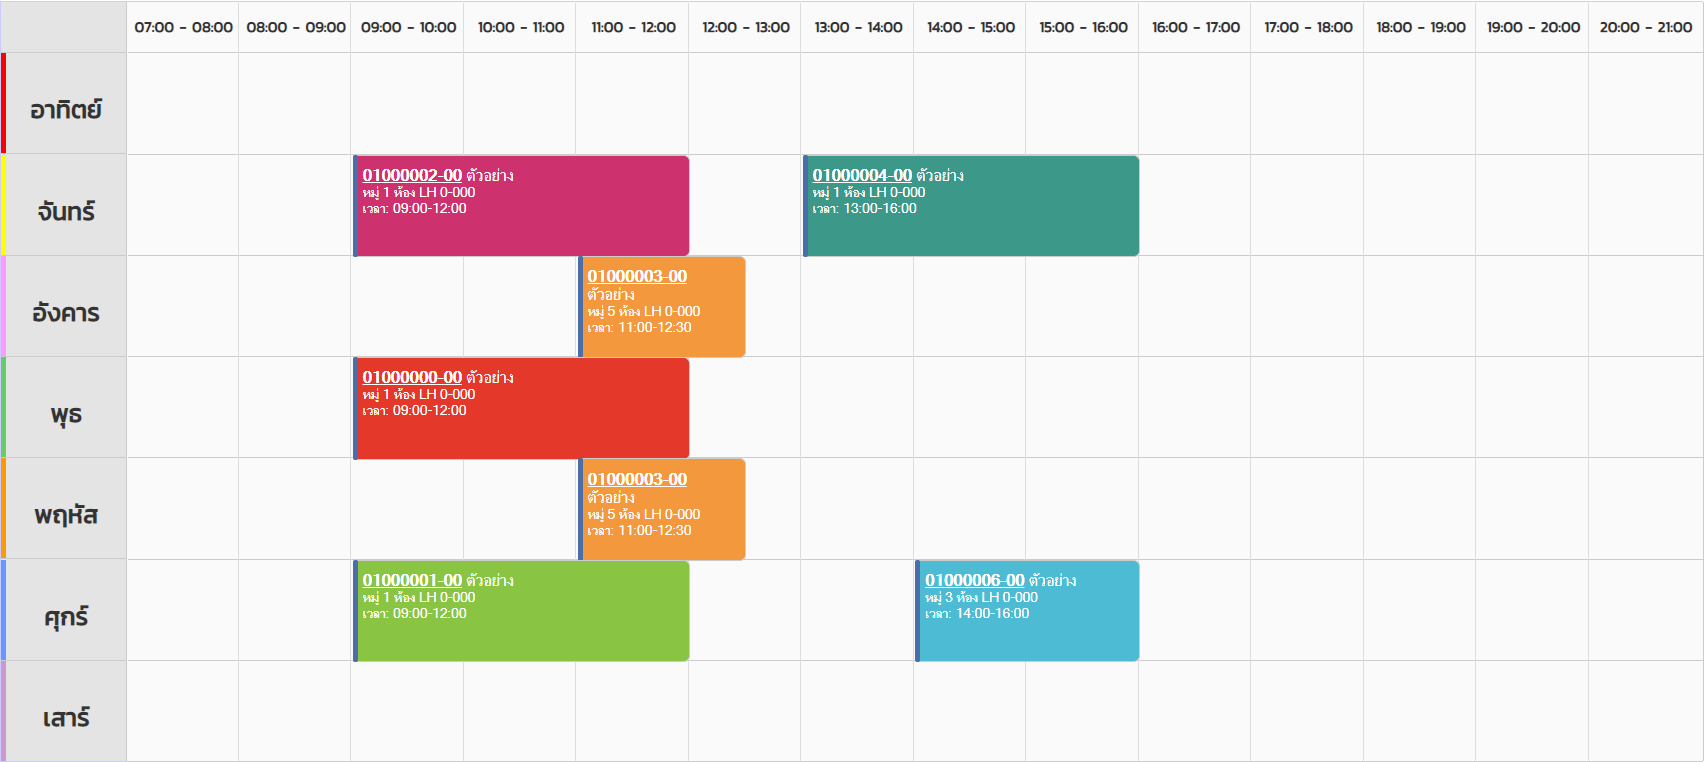 07:00 - 08:00 08:00 - 09:00 09:00 - 10:00 10:00 - 11:00 11:00 - 12:00 12:00 - 13:00 13:00 - 14:00 14:00 - 15:00 15:00 - 16:00 16:00 - 17:00 17:00 - 18:00 18:00 - 19:00 19:00 - 20:00 20:00 - 21:00
อาทิตย์
จันทร์
01000002-00 ตัวอย่าง
หมู่ 1 ห้อง LH 0-000
เวลา: 09:00-12:00
01000004-00 ตัวอย่าง
หมู่ 1 ห้อง LH 0-000
เวลา: 13:00-16:00
อังคาร
01000003-00
ตัวอย่าง
หมู่ 5 ห้อง LH 0-000
เวลา: 11:00-12:30
พุธ
01000000-00 ตัวอย่าง
หมู่ 1 ห้อง LH 0-000
เวลา: 09:00-12:00
พฤหัส
01000003-00
ตัวอย่าง
หมู่ 5 ห้อง LH 0-000
เวลา: 11:00-12:30
ศุกร์
01000001-00 ตัวอย่าง
หมู่ 1 ห้อง LH 0-000
เวลา: 09:00-12:00
01000006-00 ตัวอย่าง
หมู่ 3 ห้อง LH 0-000
เวลา: 14:00-16:00
เสาร์